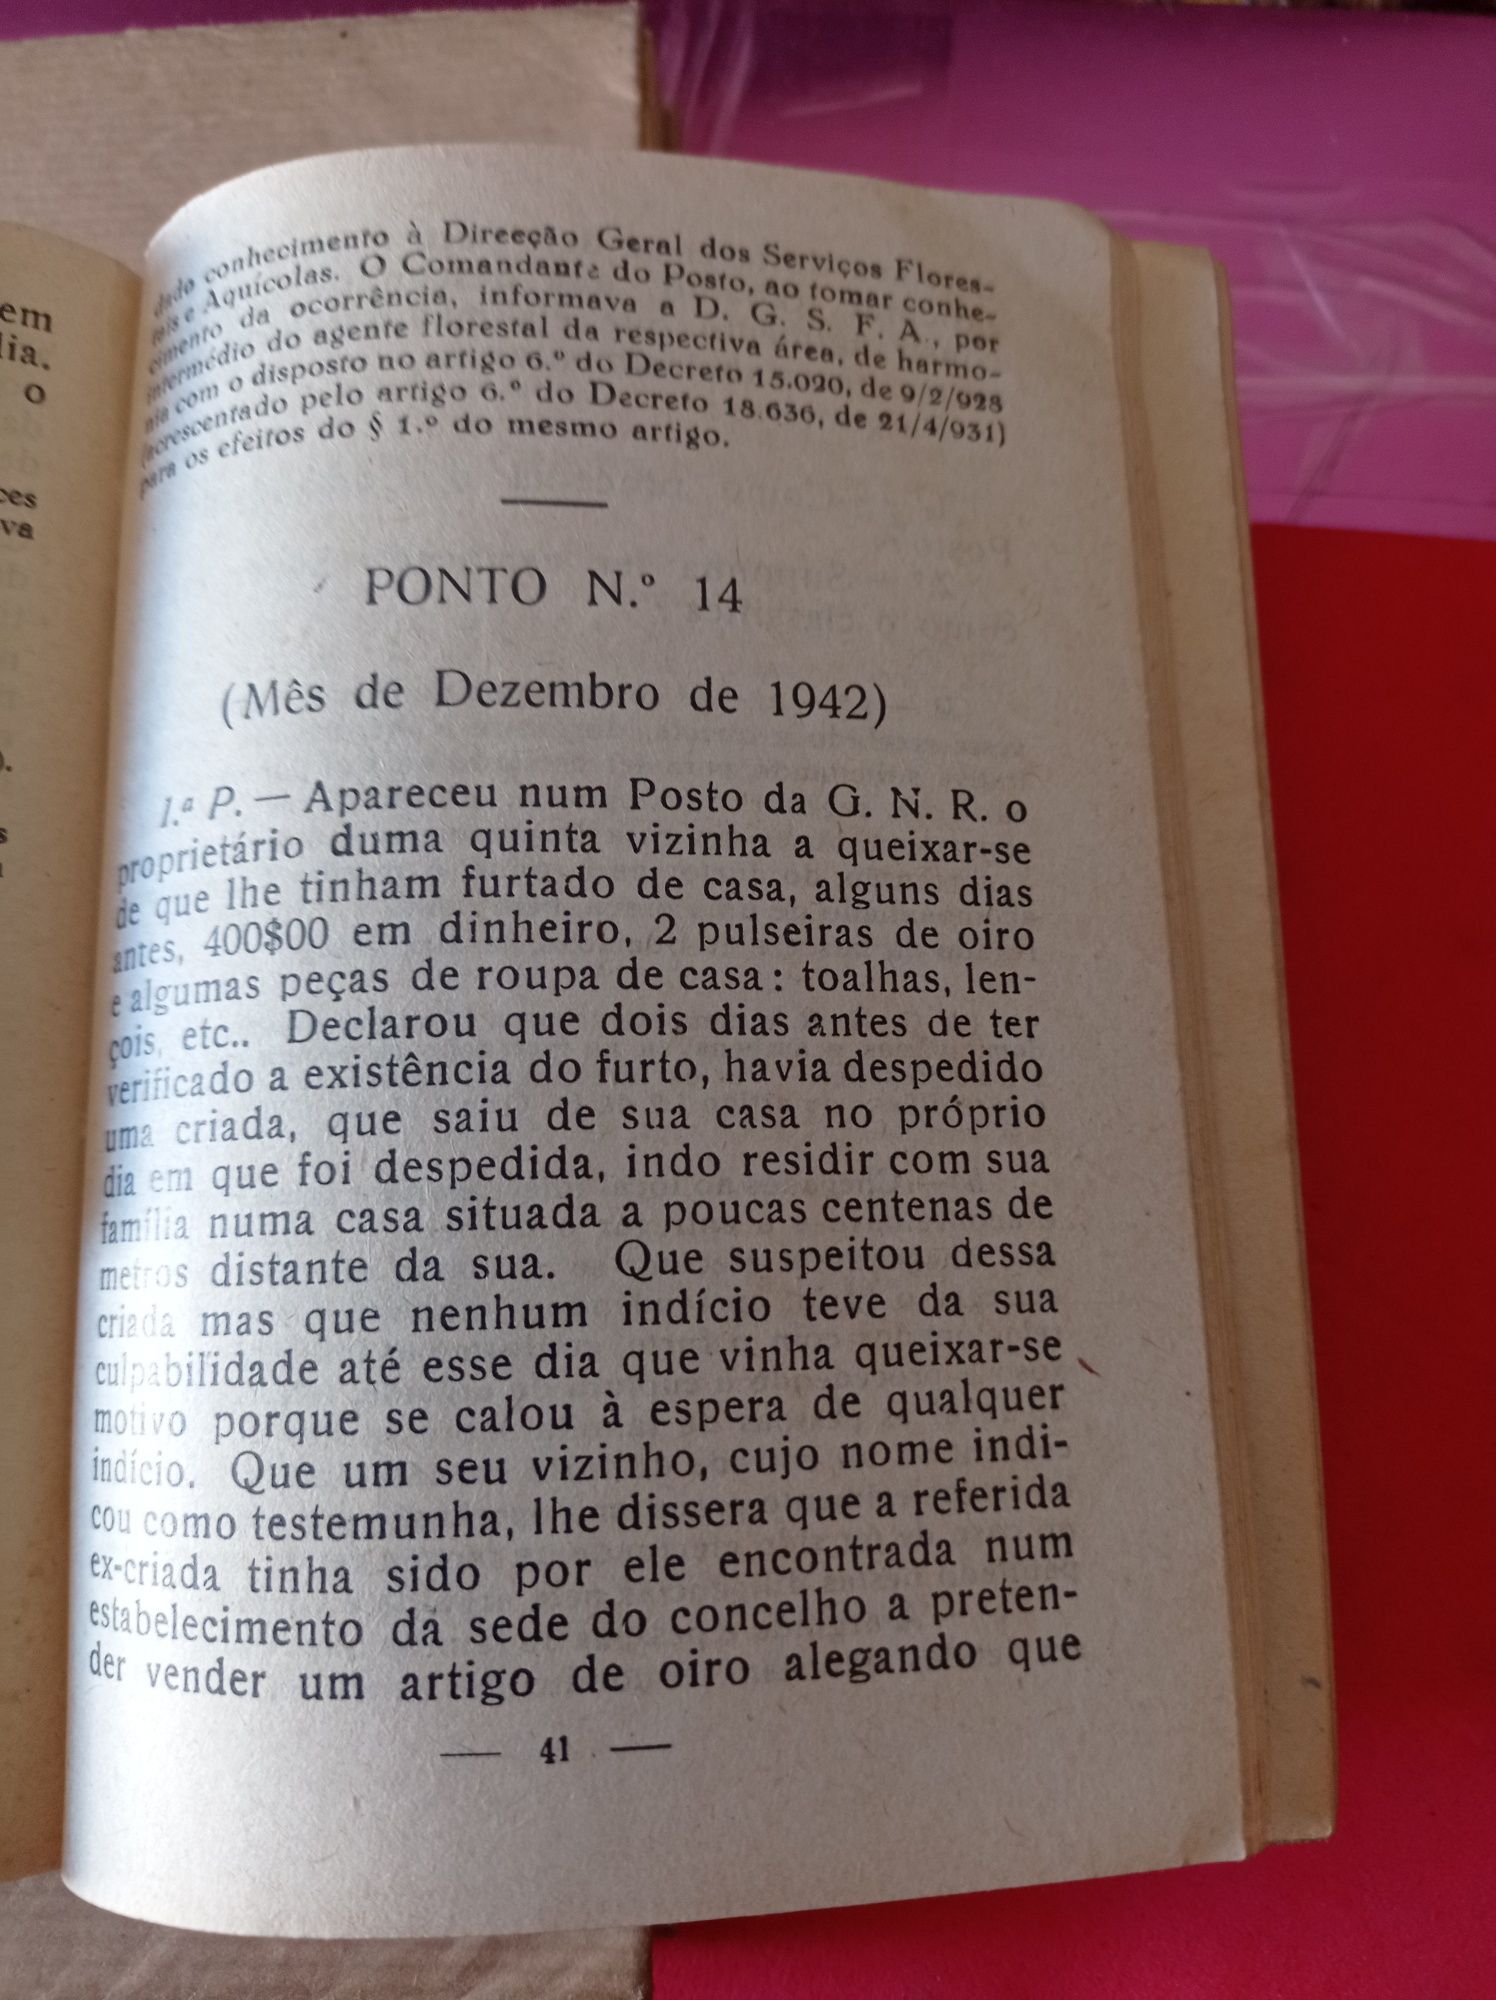 em
dia.
o
ces
va
dado conhecimento à Direcção Geral dos Serviços Flores-
tais e Aquícolas. O Comandante do Posto, ao tomar conhe-
cimento da ocorrência, informava a D. G. S. F. A., por
intermédio do agente florestal da respectiva área, de harmo-
nia com o disposto no artigo 6.º do Decreto 15.020, de 9/2/928
(acrescentado pelo artigo 6.º do Decreto 18.636, de 21/4/931)
para os efeitos do § 1.º do mesmo artigo.
PONTO N.º 14
(Mês de Dezembro de 1942)
1.ª P. — Apareceu num Posto da G. N. R. o
proprietário duma quinta vizinha a queixar-se
de que lhe tinham furtado de casa, alguns dias
antes, 400$00 em dinheiro, 2 pulseiras de oiro
e algumas peças de roupa de casa: toalhas, len-
çois, etc.. Declarou que dois dias antes de ter
verificado a existência do furto, havia despedido
uma criada, que saiu de sua casa no próprio
dia em que foi despedida, indo residir com sua
família numa casa situada a poucas centenas de
metros distante da sua. Que suspeitou dessa
criada mas que nenhum indício teve da sua
culpabilidade até esse dia que vinha queixar-se
motivo porque se calou à espera de qualquer
indício. Que um seu vizinho, cujo nome indi-
cou como testemunha, lhe dissera que a referida
ex-criada tinha sido por ele encontrada num
estabelecimento da sede do concelho a preten-
der vender um artigo de oiro alegando que
— 41 —